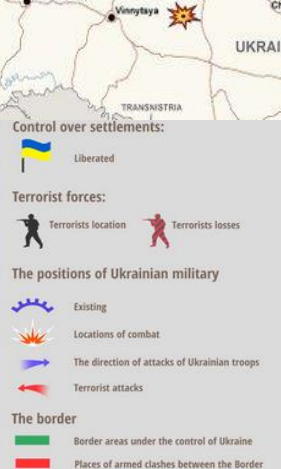 CH
Vinnytsya
UKRAI
TRANSNISTRIA
Control over settlements:
Liberated
Terrorist forces:
Terrorists location
Terrorists losses
The positions of Ukrainian military
Existing
Locations of combat
The direction of attacks of Ukrainian troops
Terrorist attacks
The border
Border areas under the control of Ukraine
Places of armed clashes between the Border